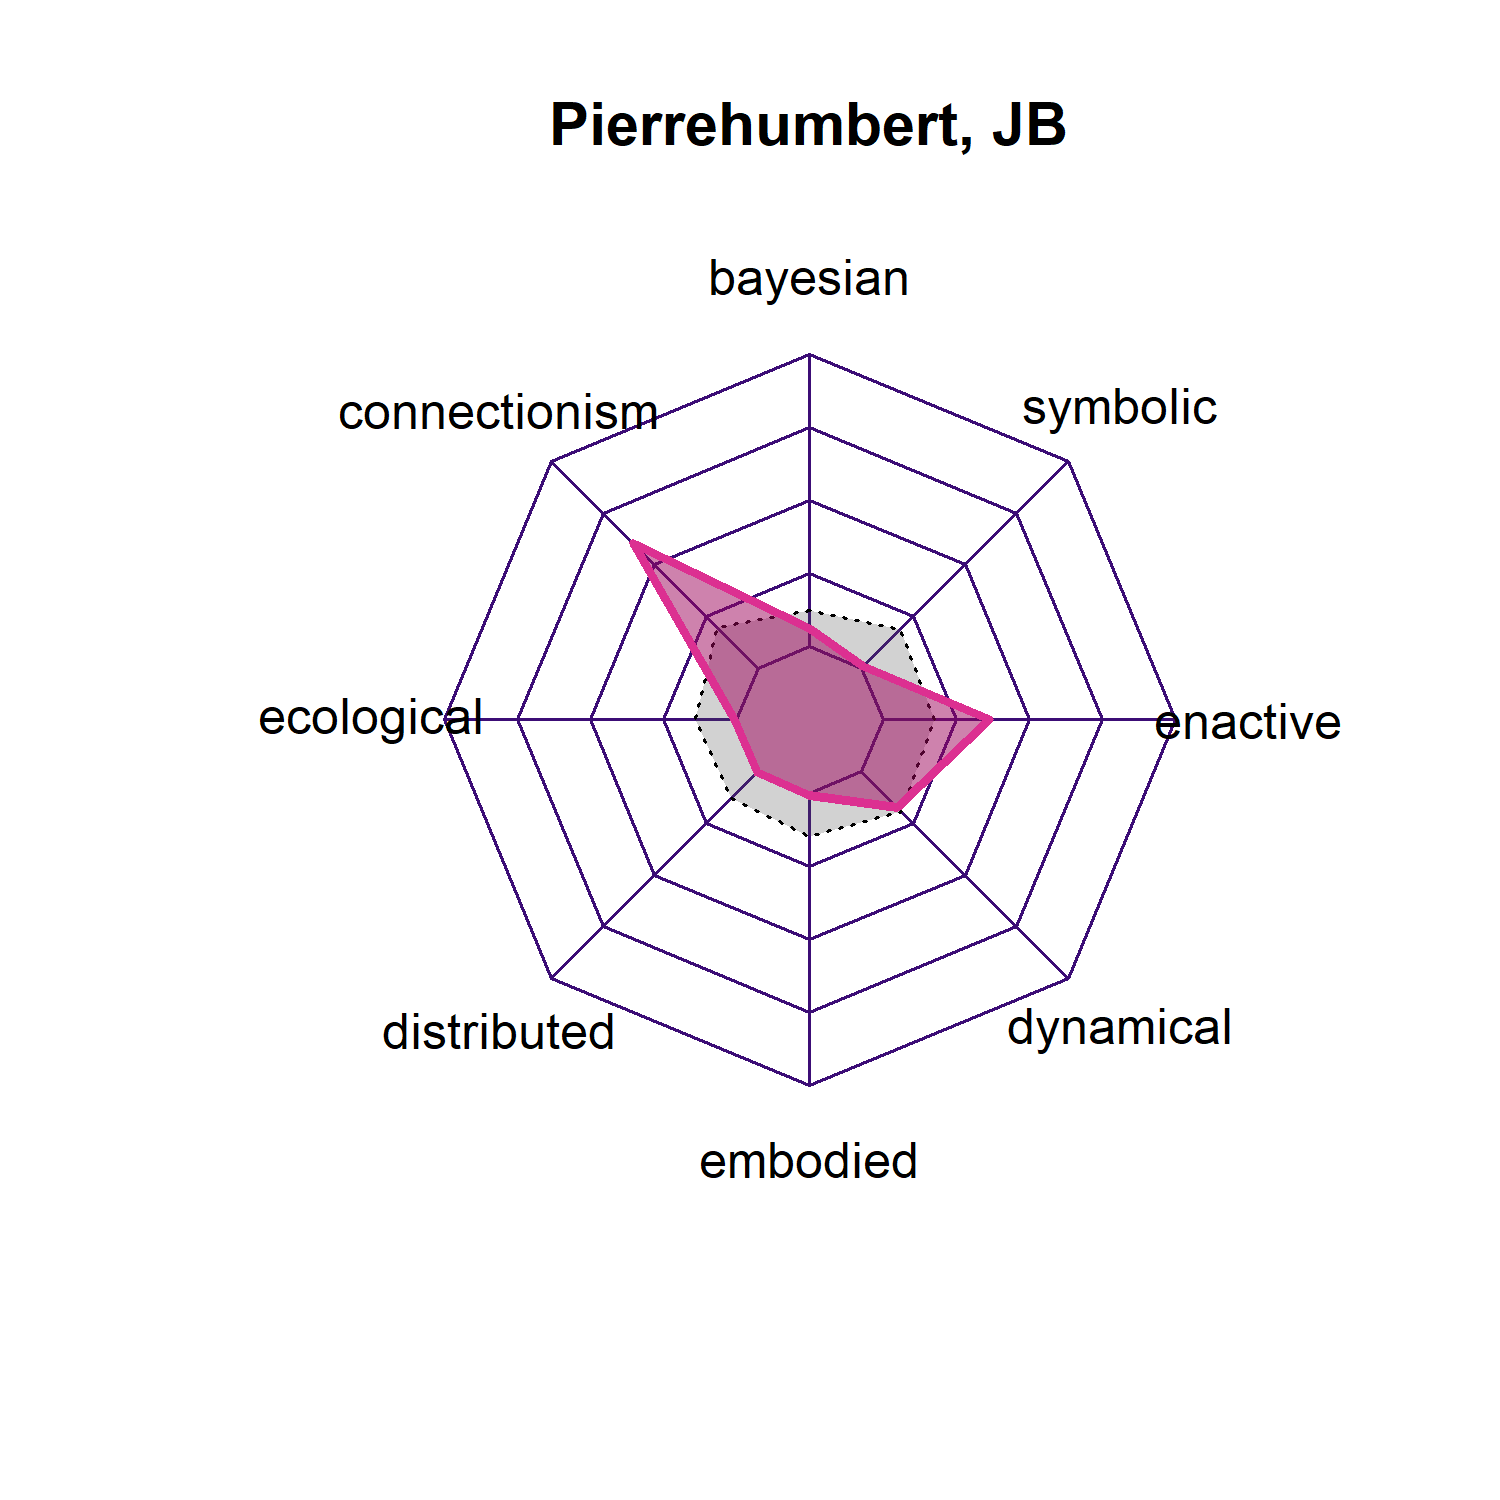 Pierrehumbert, JB
bayesian
connectionism
symbolic
ecological
enactive
distributed
dynamical
embodied